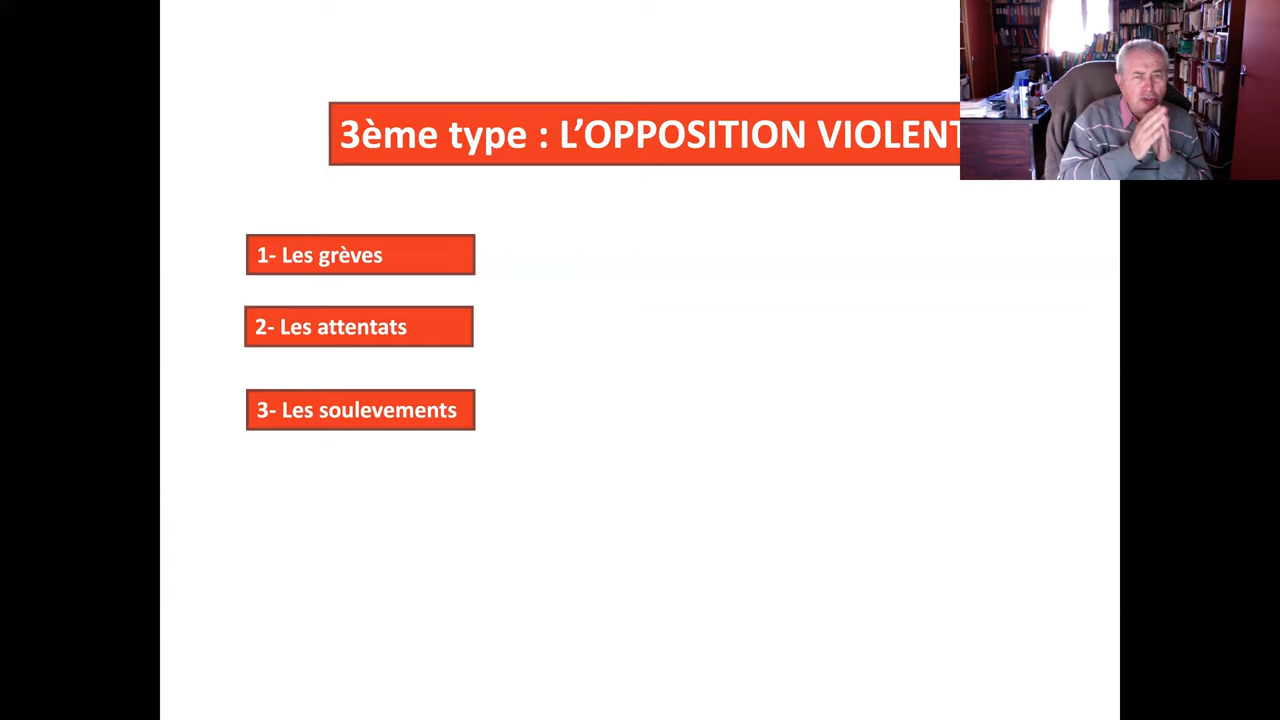 3ème type : L'OPPOSITION VIOLENT
1- Les grèves
2- Les attentats
3- Les soulevements